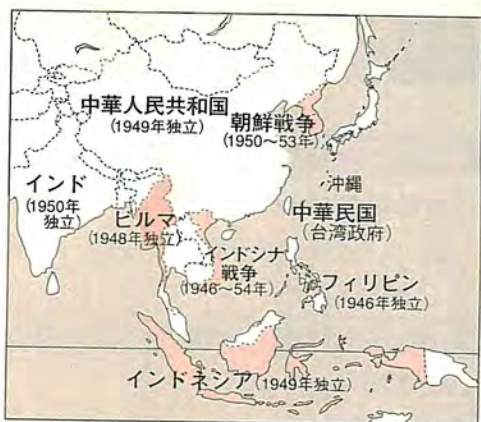 中華人民共和国
(1949年独立)
朝鮮戦争
(1950〜53年)
沖縄
インド
(1950年
独立)
ビルマ
(1948年独立)
中華民国
(台湾政府)
インドシナ
戦争
(1946〜54年)
フィリピン
(1946年独立)
インドネシア(1949年独立)